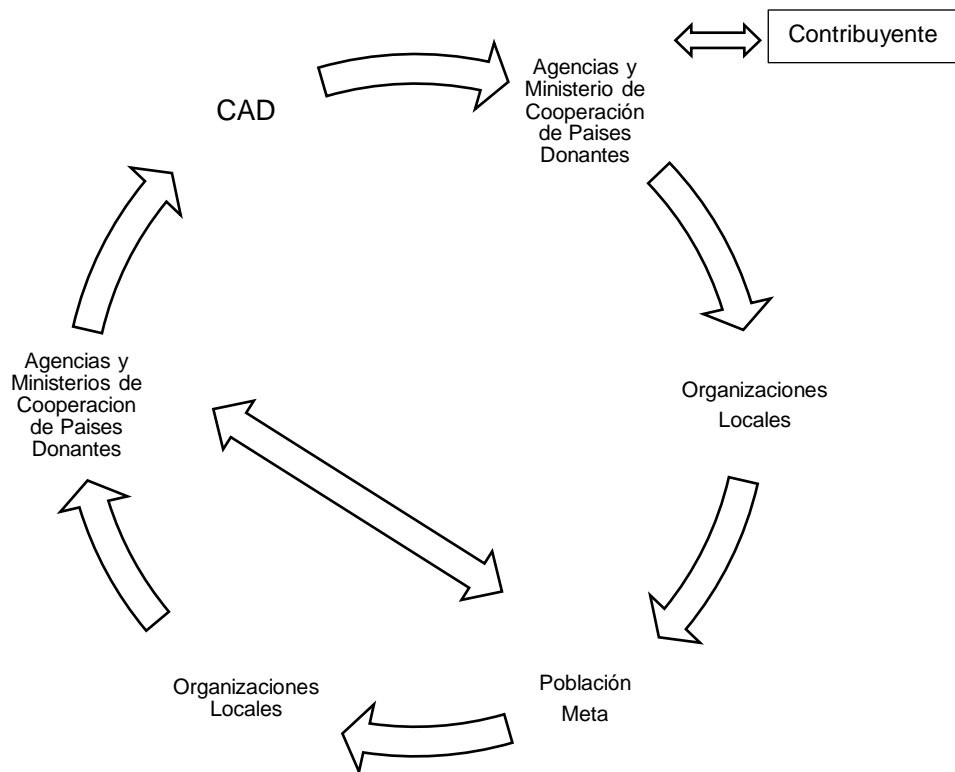 Contribuyente
CAD
Agencias y
Ministerio de
Cooperación
de Paises
Donantes
Organizaciones
Locales
Población
Meta
Organizaciones
Locales
Agencias y
Ministerios de
Cooperacion
de Paises
Donantes